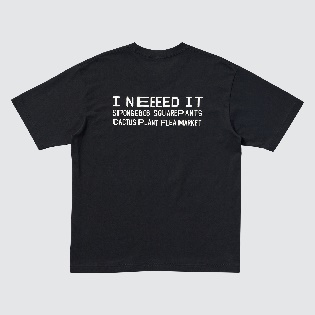 I NEEEED IT
SPONGEBOB SQUAREPANTS
CACTUS PLANT FLEA MARKET